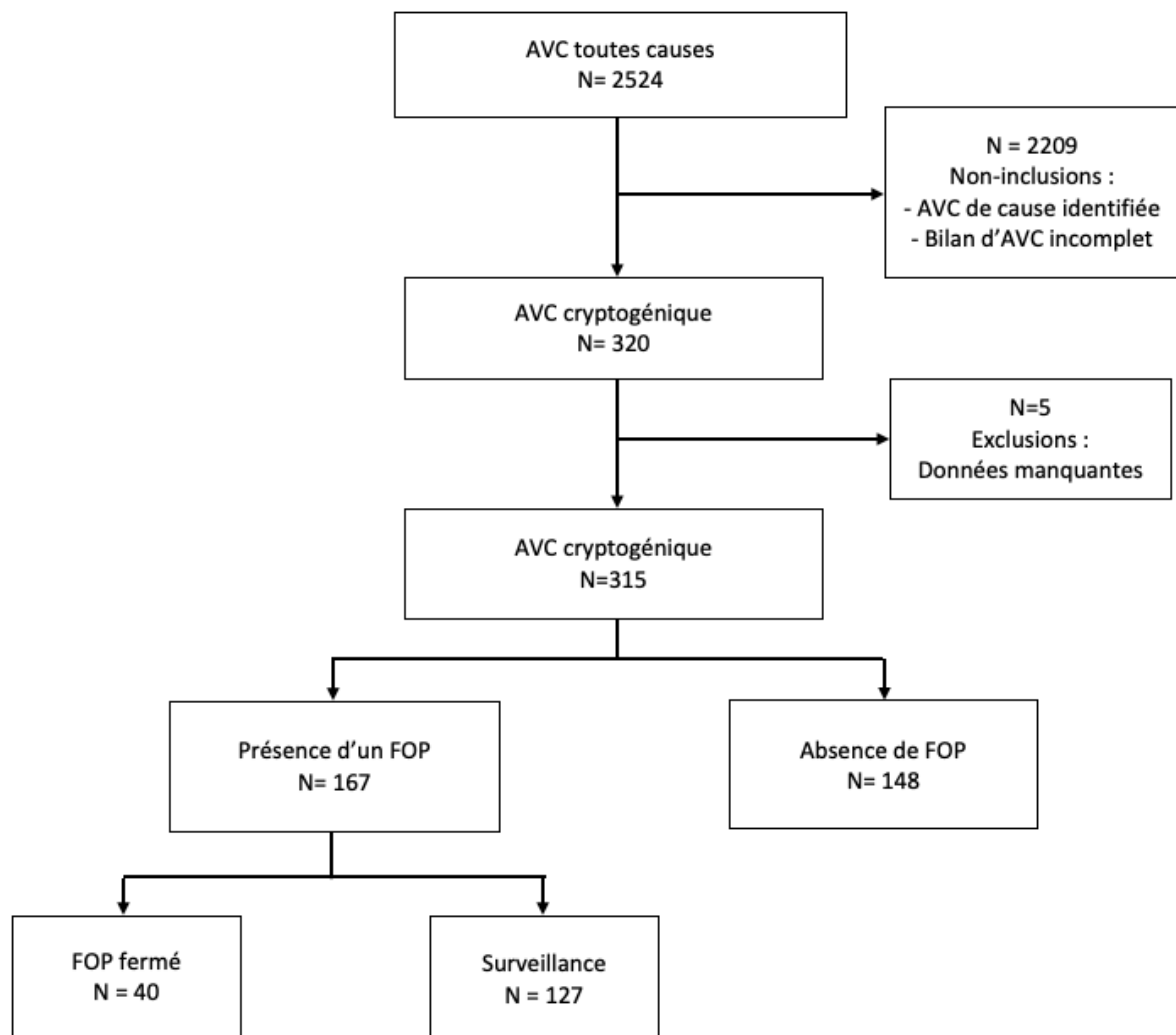 AVC toutes causes
N= 2524
N = 2209
Non-inclusions :
- AVC de cause identifiée
- Bilan d’AVC incomplet
AVC cryptogénique
N= 320
N=5
Exclusions :
Données manquantes
AVC cryptogénique
N=315
Présence d’un FOP
N= 167
Absence de FOP
N= 148
FOP fermé
N = 40
Surveillance
N = 127